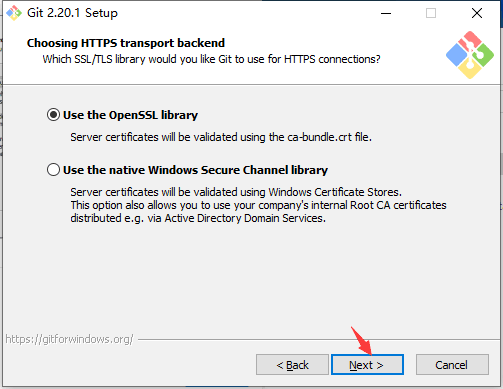 Git 2.20.1 Setup
Choosing HTTPS transport backend
Which SSL/TLS library would you like Git to use for HTTPS connections?
Use the OpenSSL library
Server certificates will be validated using the ca-bundle.crt file.
Use the native Windows Secure Channel library
Server certificates will be validated using Windows Certificate Stores.
This option also allows you to use your company's internal Root CA certificates
distributed e.g. via Active Directory Domain Services.
https://gitforwindows.org/
< Back
Next >
Cancel